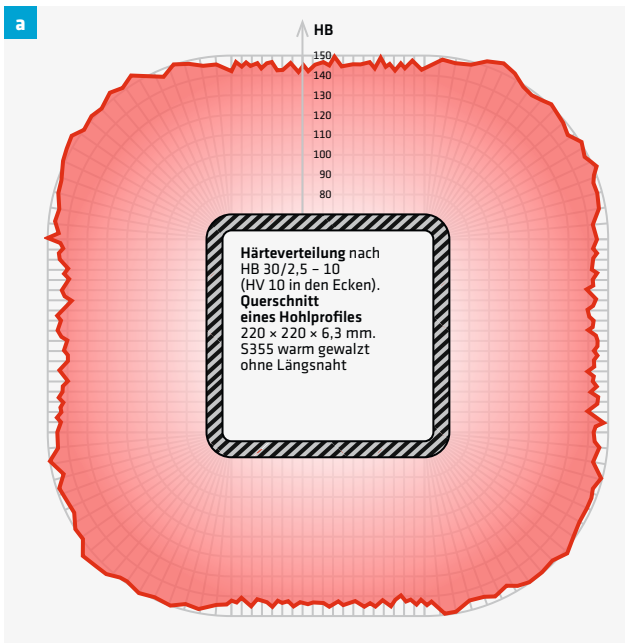 a
HB
150
140
130
120
110
100
90
80
Härteverteilung nach
HB 30/2,5 – 10
(HV 10 in den Ecken).
Querschnitt
eines Hohlprofiles
220 × 220 × 6,3 mm.
S355 warm gewalzt
ohne Längsnaht